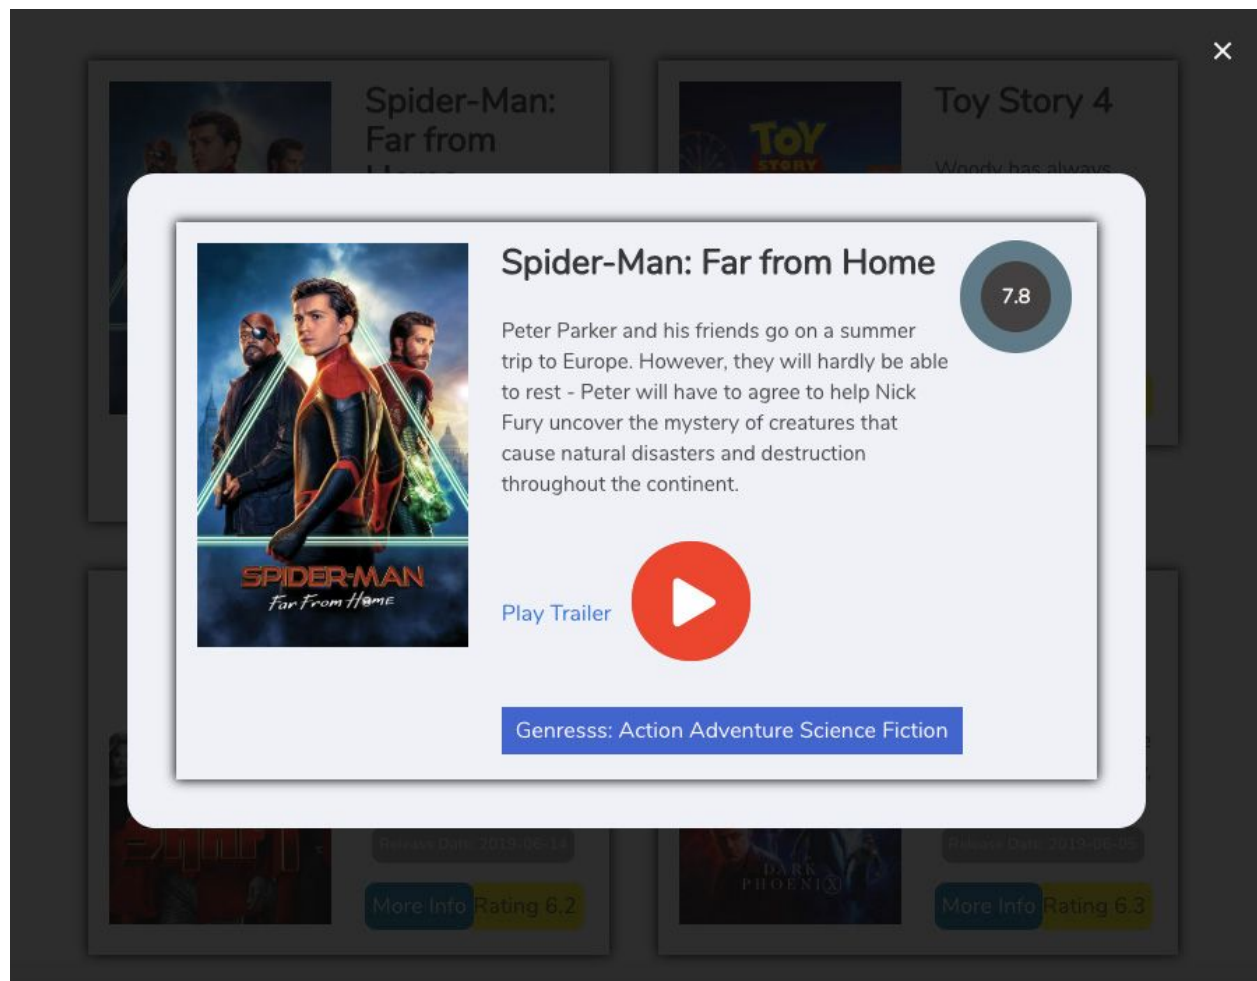 ×
Spider-Man:
Far from
Toy Story 4
TOY
STORY
Woody has always
Spider-Man: Far from Home
7.8
Peter Parker and his friends go on a summer
trip to Europe. However, they will hardly be able
to rest - Peter will have to agree to help Nick
Fury uncover the mystery of creatures that
cause natural disasters and destruction
throughout the continent.
SPIDER-MAN
Far From Home
Play Trailer
Genresss: Action Adventure Science Fiction
Release Date: 2019-06-14
Release Date: 2019-06-05
DARK
PHOENIX
More Info Rating 6.2
More Info Rating 6.3